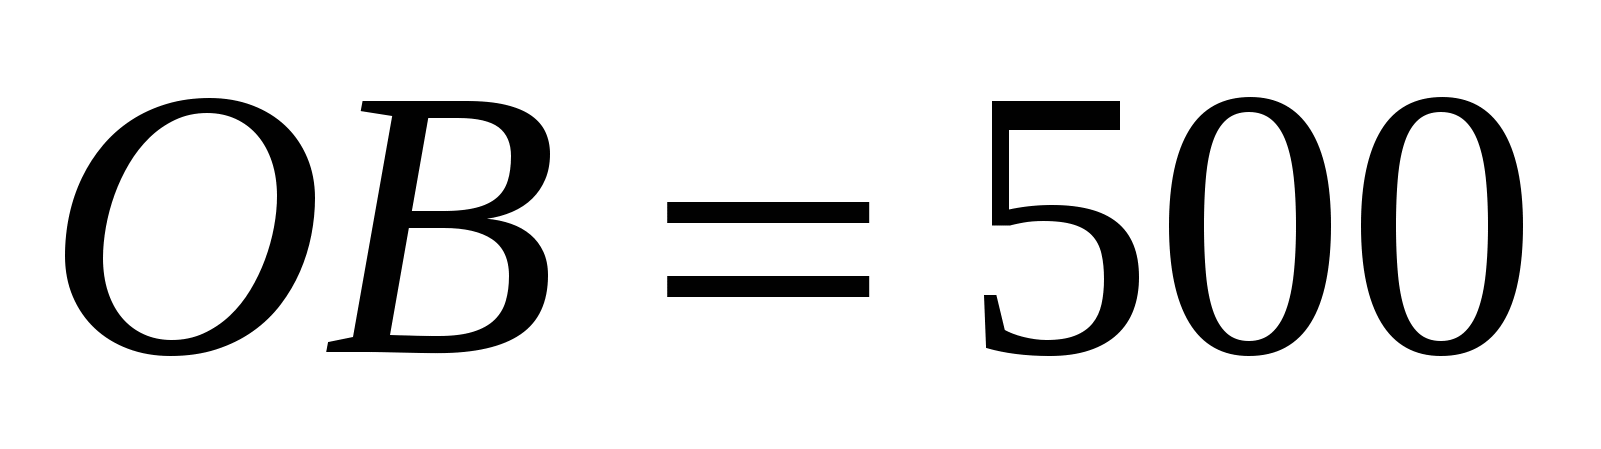 OB = 500